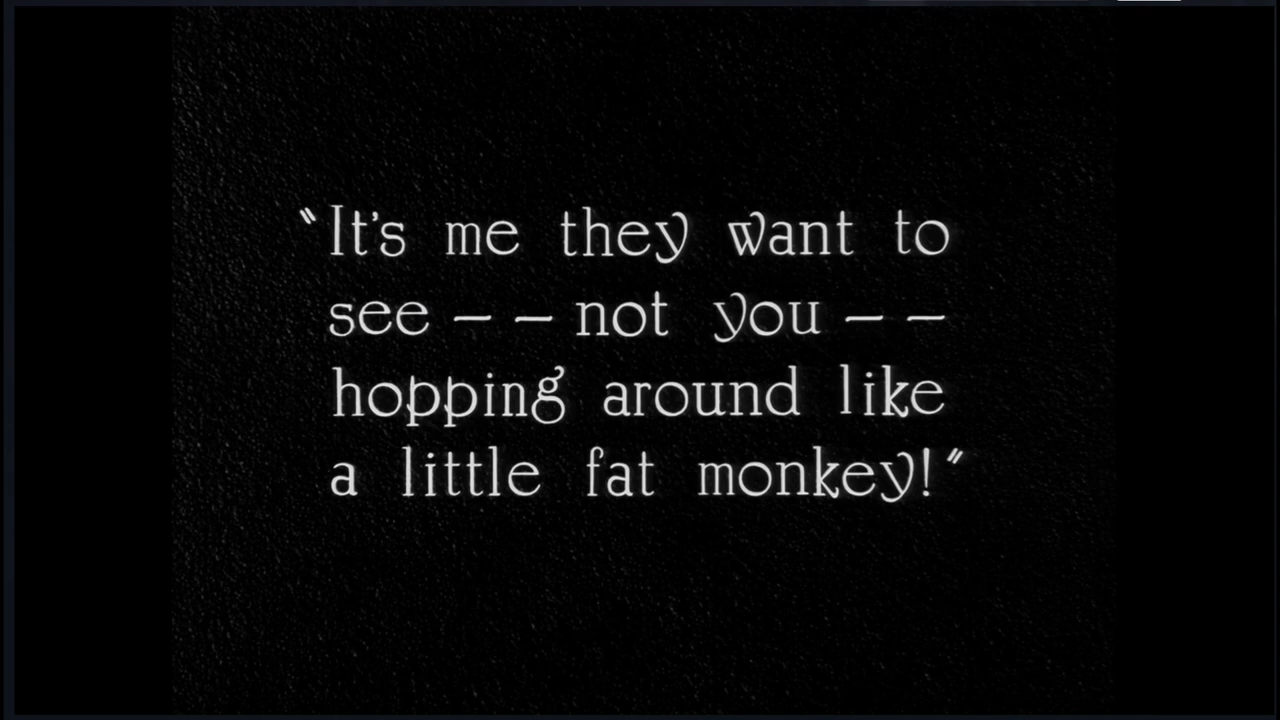 "It's me they want to
see — — not you — —
hopping around like
a little fat monkey!"